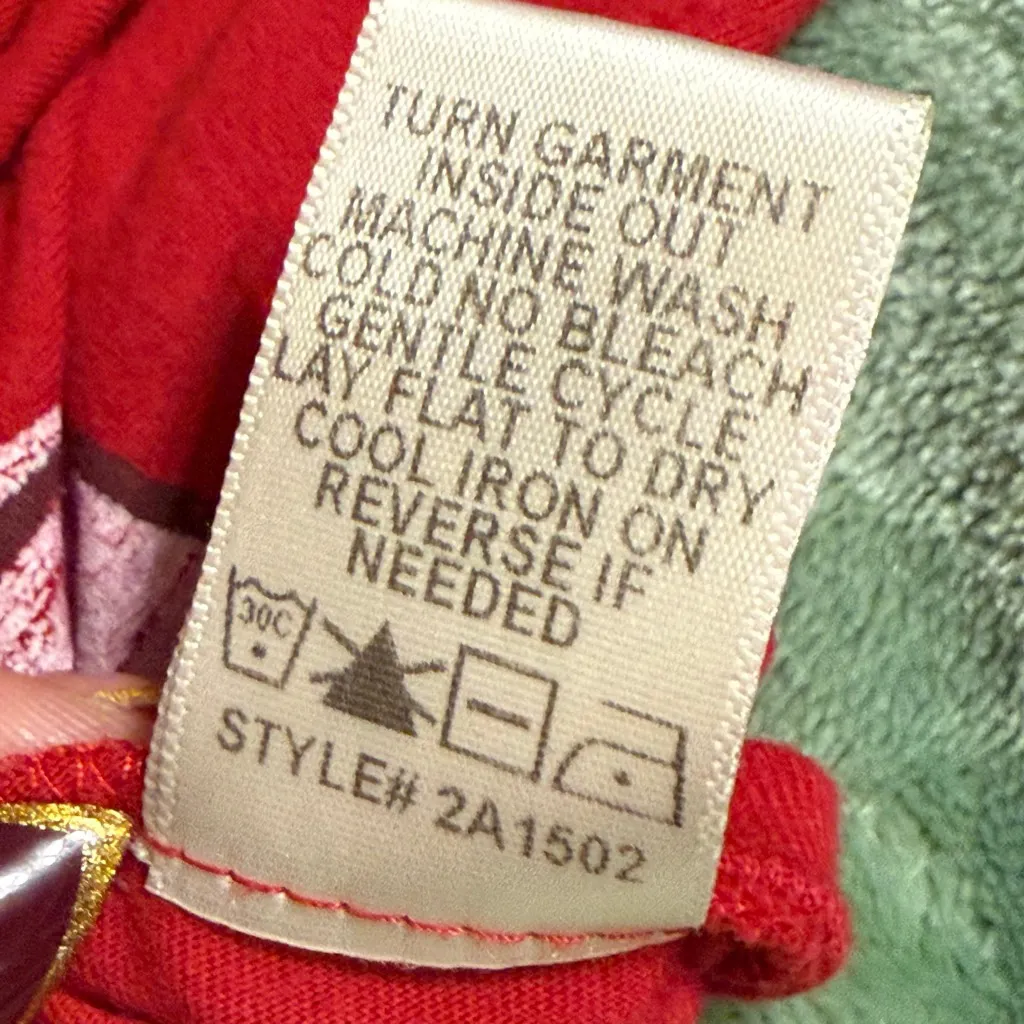 TURN GARMENT
INSIDE OUT
MACHINE WASH
COLD NO BLEACH
GENTLE CYCLE
LAY FLAT TO DRY
COOL IRON ON
REVERSE IF
NEEDED
30C
STYLE# 2A1502